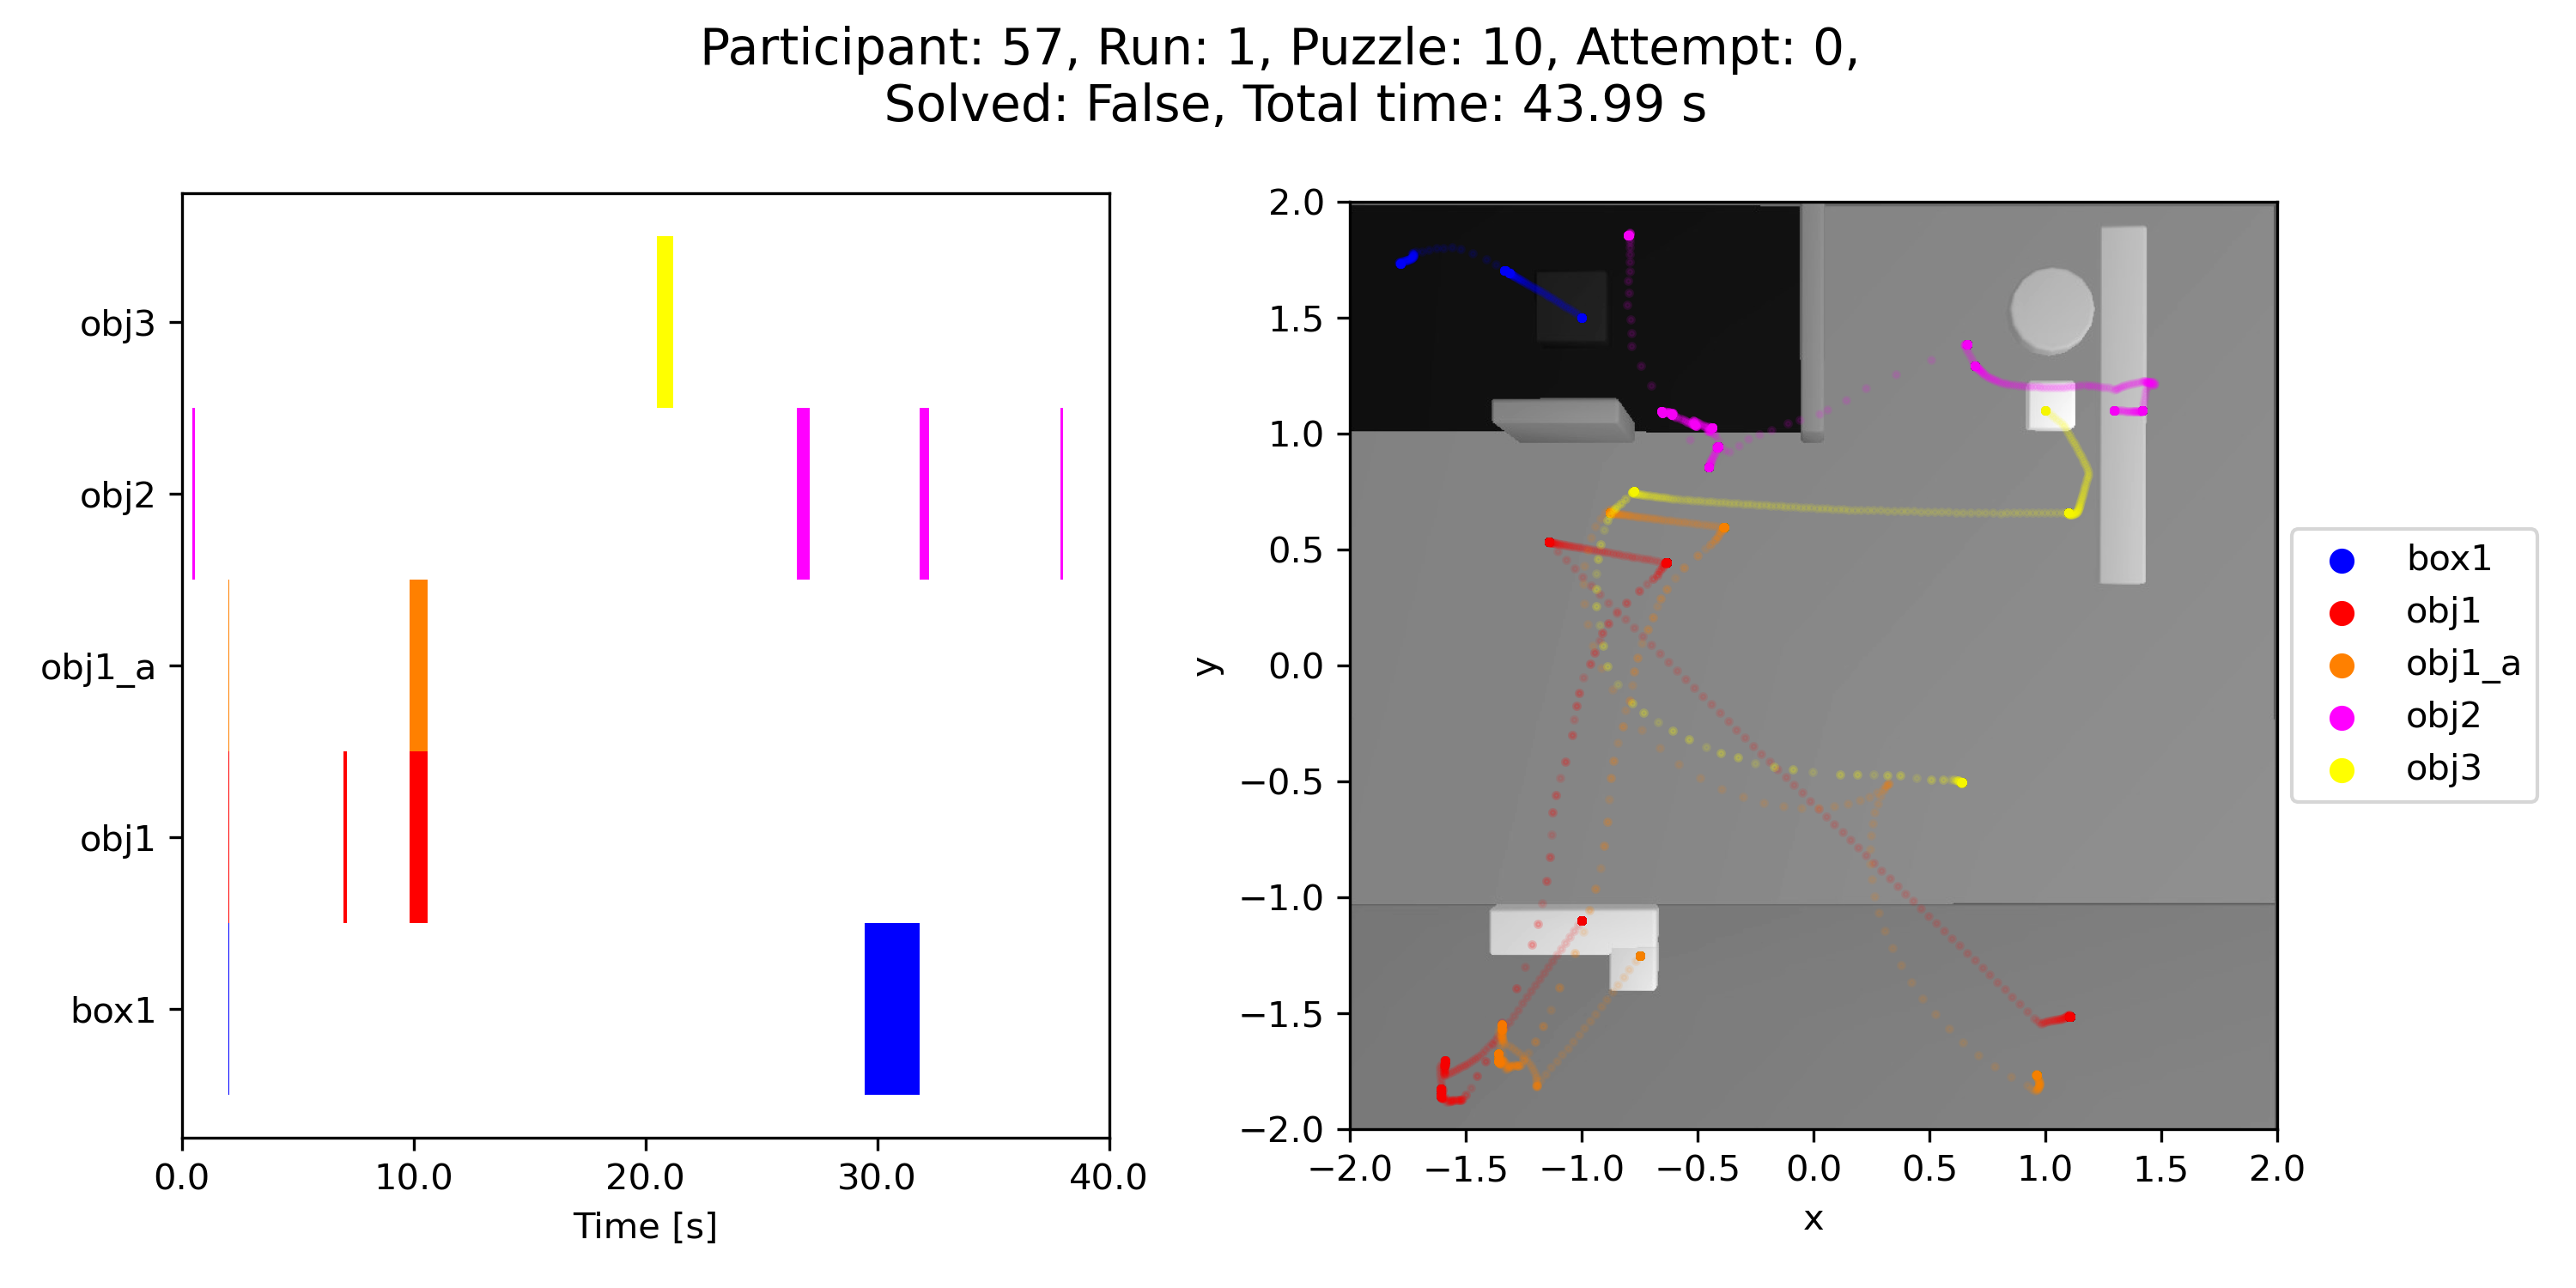 Participant: 57, Run: 1, Puzzle: 10, Attempt: 0,
Solved: False, Total time: 43.99 s
obj3
obj2
obj1_a
obj1
box1
0.0 10.0 20.0 30.0 40.0
Time [s]
2.0
1.5
1.0
0.5
0.0
−0.5
−1.0
−1.5
−2.0
y
−2.0 −1.5 −1.0 −0.5 0.0 0.5 1.0 1.5 2.0
x
box1
obj1
obj1_a
obj2
obj3